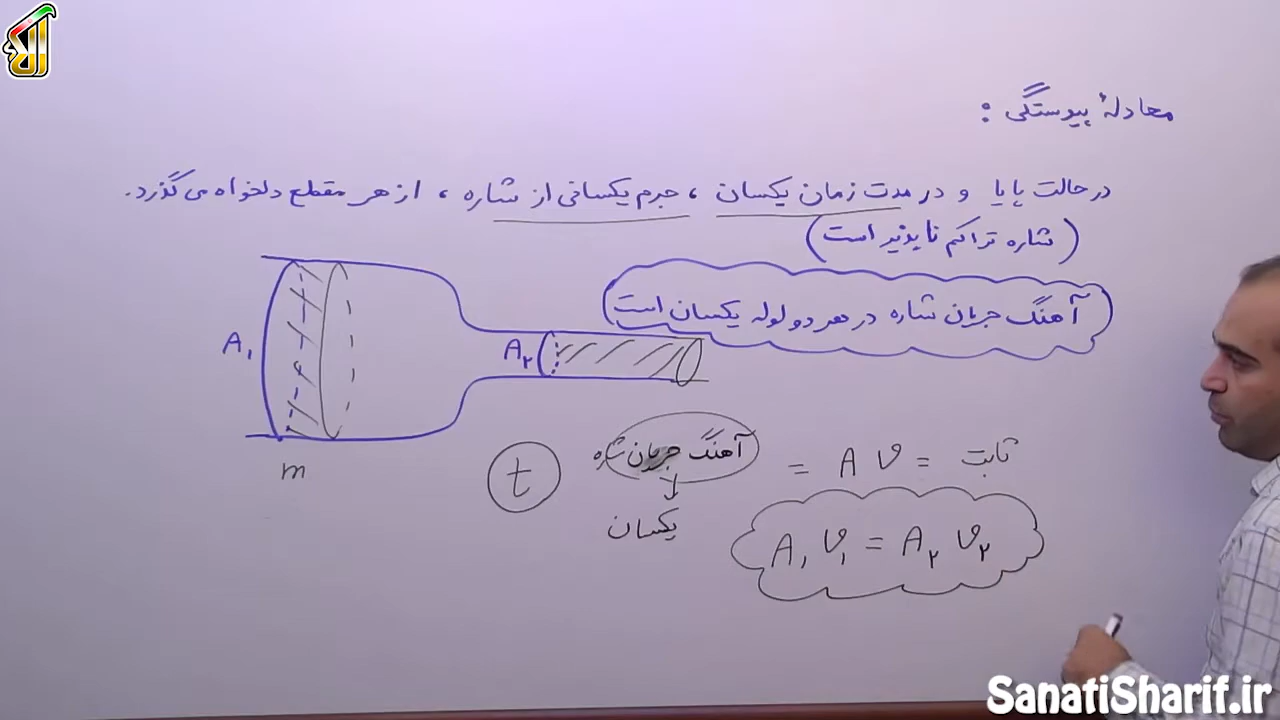 معادلهٔ پیوستگی :
در حالت پایا و در مدت زمان یکسان ، جرم یکسانی از شاره ، از هر مقطع دلخواه می گذرد.
(شاره تراکم ناپذیر است)
آهنگ جریان شاره در هر دو لوله یکسان است
A۱
A۲
m
t
آهنگ جریان شاره = A v = ثابت
یکسان
A۱ v۱ = A۲ v۲
SanatiSharif.ir